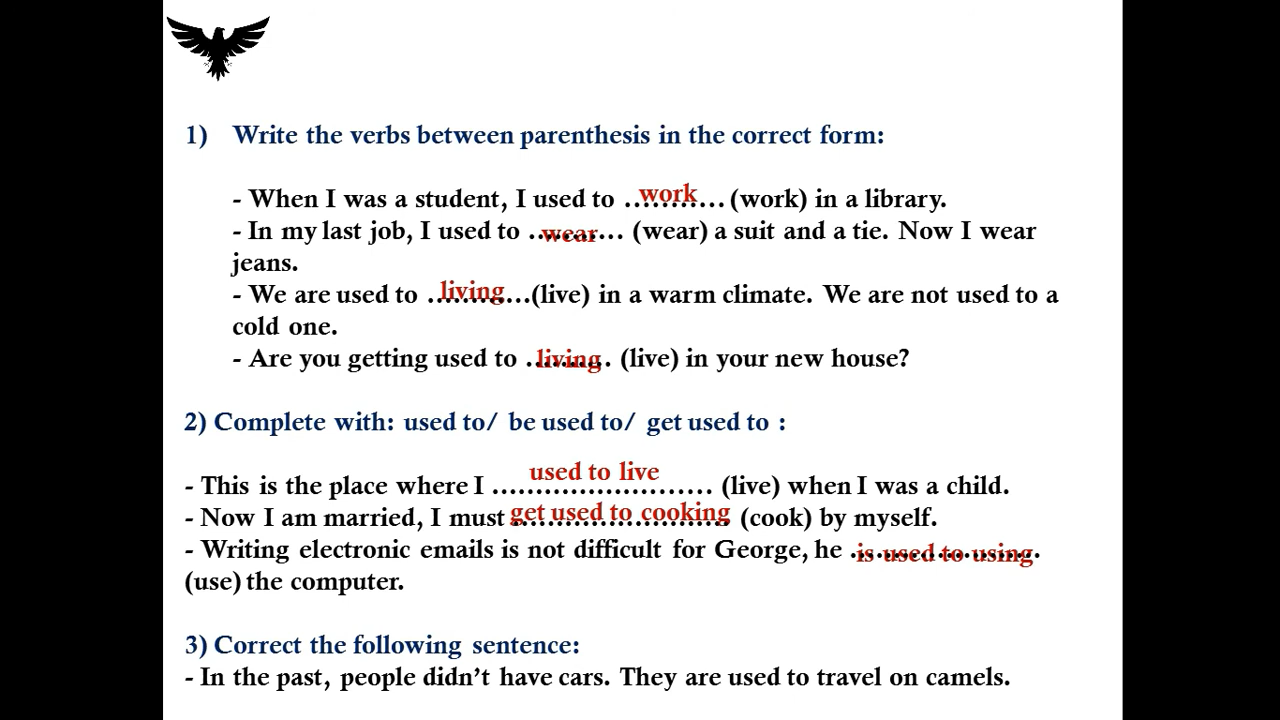 1) Write the verbs between parenthesis in the correct form:
- When I was a student, I used to ...work... (work) in a library.
- In my last job, I used to ...wear... (wear) a suit and a tie. Now I wear
jeans.
- We are used to ...living...(live) in a warm climate. We are not used to a
cold one.
- Are you getting used to ...living... (live) in your new house?
2) Complete with: used to/ be used to/ get used to :
- This is the place where I ...used to live... (live) when I was a child.
- Now I am married, I must get used to cooking (cook) by myself.
- Writing electronic emails is not difficult for George, he ...is used to using...
(use) the computer.
3) Correct the following sentence:
- In the past, people didn't have cars. They are used to travel on camels.